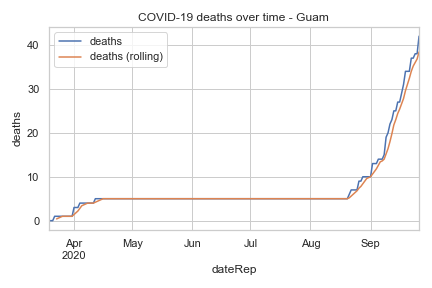 COVID-19 deaths over time - Guam
deaths
deaths (rolling)
deaths
40
30
20
10
0
Apr
2020
May
Jun
Jul
Aug
Sep
dateRep